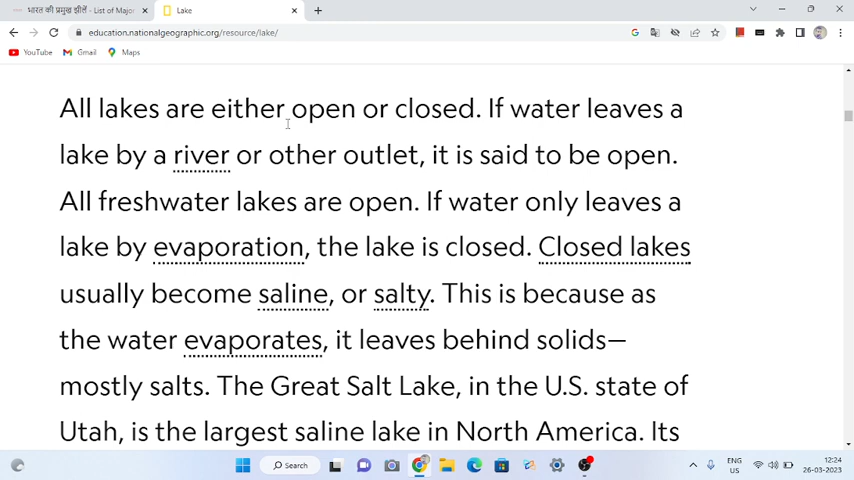 भारत की प्रमुख झीलें - List of Major
Lake
education.nationalgeographic.org/resource/lake/
YouTube
Gmail
Maps
All lakes are either open or closed. If water leaves a
lake by a river or other outlet, it is said to be open.
All freshwater lakes are open. If water only leaves a
lake by evaporation, the lake is closed. Closed lakes
usually become saline, or salty. This is because as
the water evaporates, it leaves behind solids—
mostly salts. The Great Salt Lake, in the U.S. state of
Utah, is the largest saline lake in North America. Its
Search
ENG
US
12:24
26-03-2023